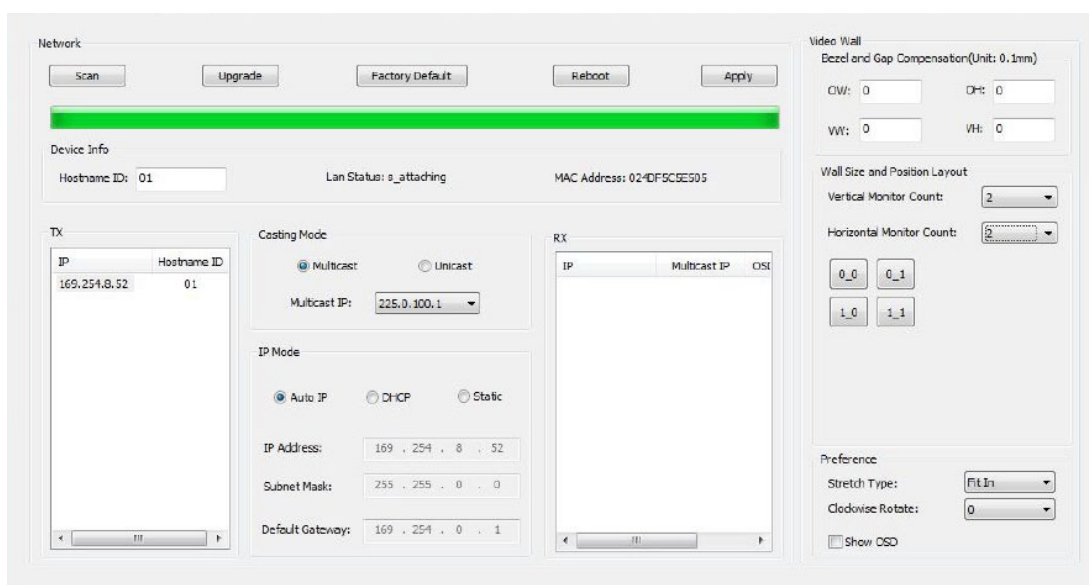 Network
Scan Upgrade Factory Default Reboot Apply
Device Info
Hostname ID: 01 Lan Status: s_attaching MAC Address: 024DF5C5E505
TX
IP Hostname ID
169.254.8.52 01
Casting Mode
Multicast Unicast
Multicast IP: 225.0.100.1
IP Mode
Auto IP DHCP Static
IP Address: 169 . 254 . 8 . 52
Subnet Mask: 255 . 255 . 0 . 0
Default Gateway: 169 . 254 . 0 . 1
RX
IP Multicast IP OSD
Video Wall
Bezel and Gap Compensation(Unit: 0.1mm)
OW: 0 OH: 0
VW: 0 VH: 0
Wall Size and Position Layout
Vertical Monitor Count: 2
Horizontal Monitor Count: 2
0_0 0_1
1_0 1_1
Preference
Stretch Type: Fit In
Clockwise Rotate: 0
Show OSD